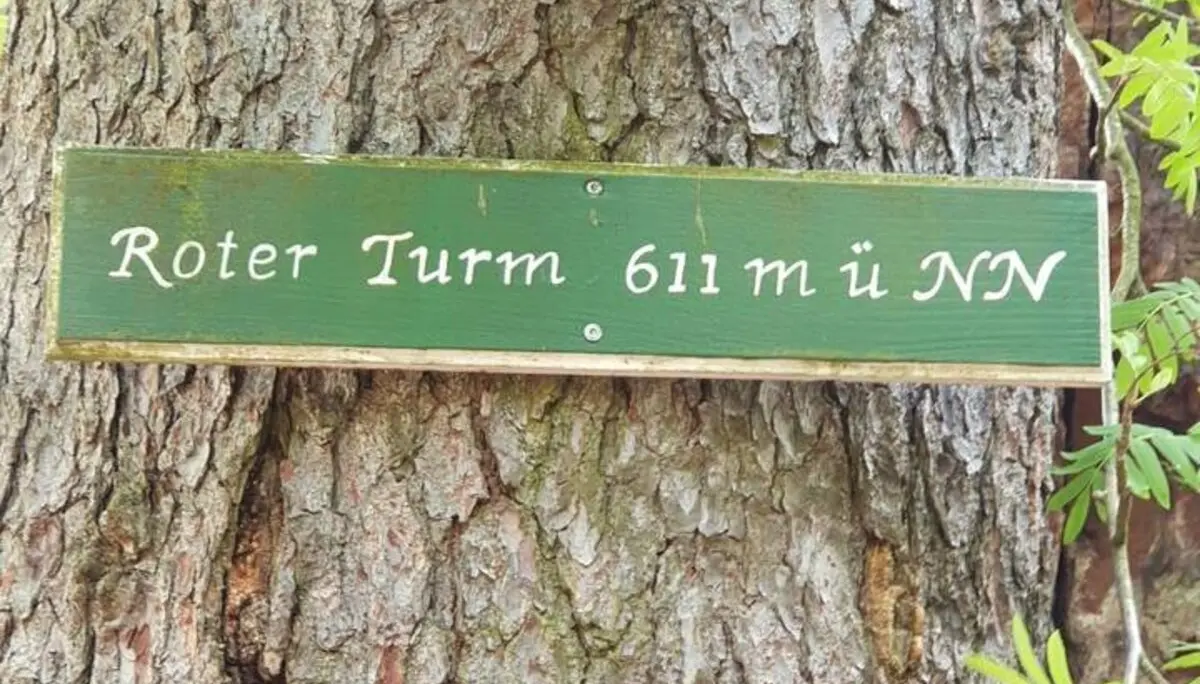 Roter Turm 611 m ü NN